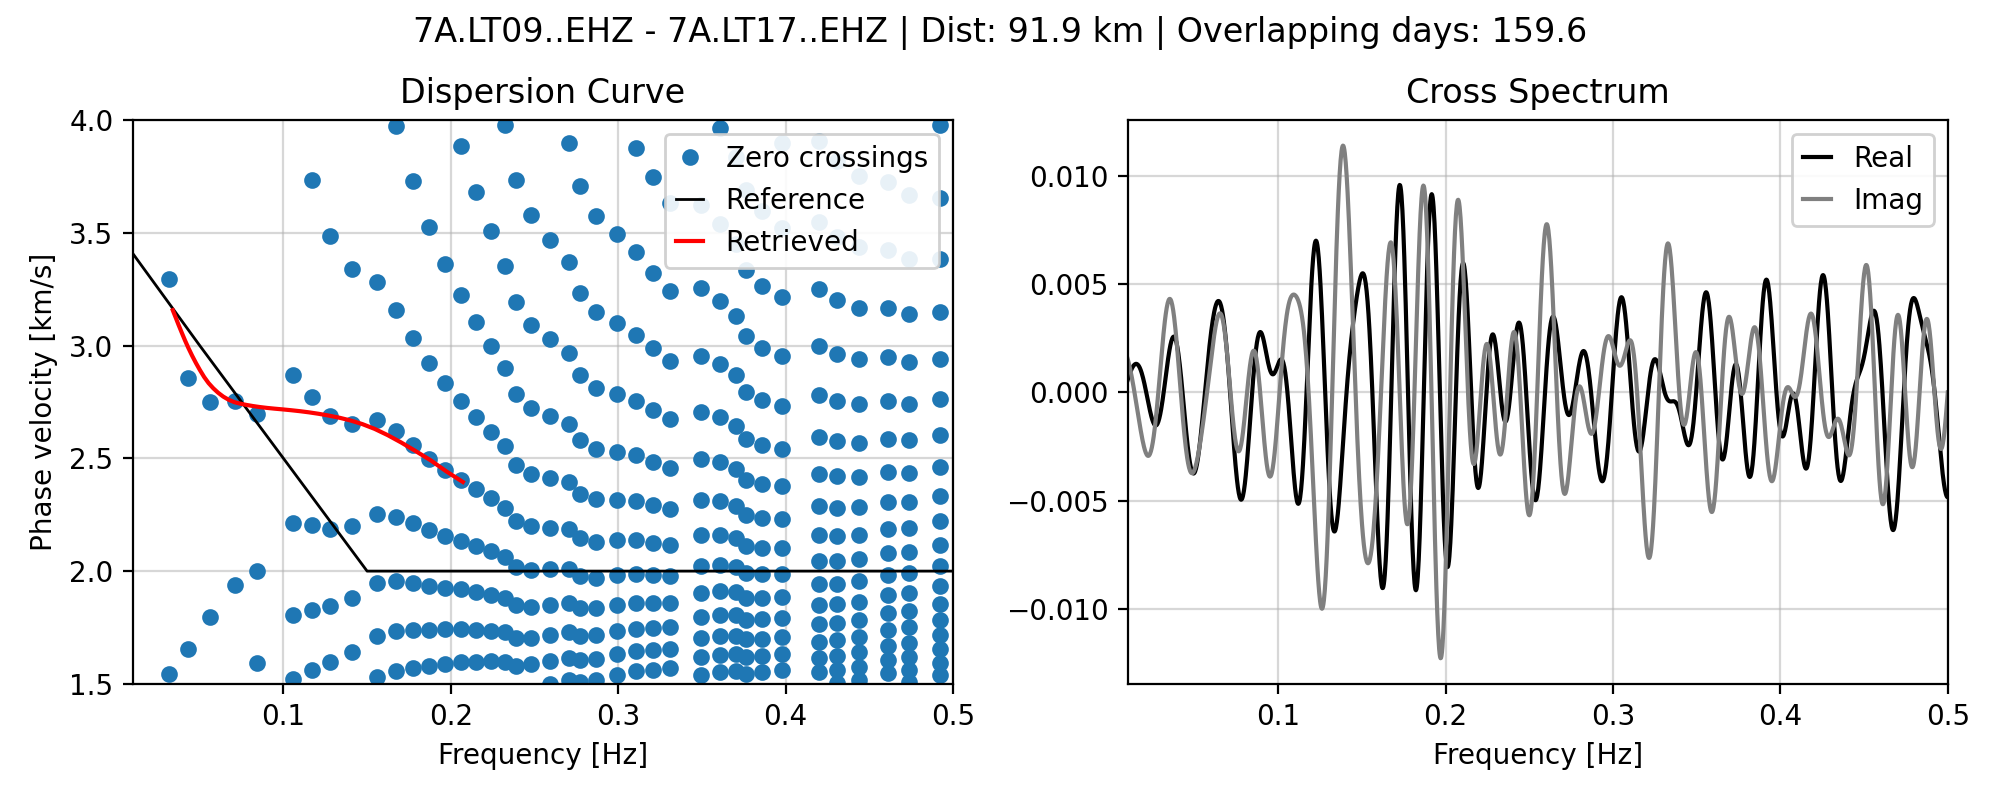 7A.LT09..EHZ - 7A.LT17..EHZ | Dist: 91.9 km | Overlapping days: 159.6
Dispersion Curve
4.0
3.5
3.0
2.5
2.0
1.5
Phase velocity [km/s]
0.1
0.2
0.3
0.4
0.5
Frequency [Hz]
Zero crossings
Reference
Retrieved
Cross Spectrum
0.010
0.005
0.000
−0.005
−0.010
0.1
0.2
0.3
0.4
0.5
Frequency [Hz]
Real
Imag